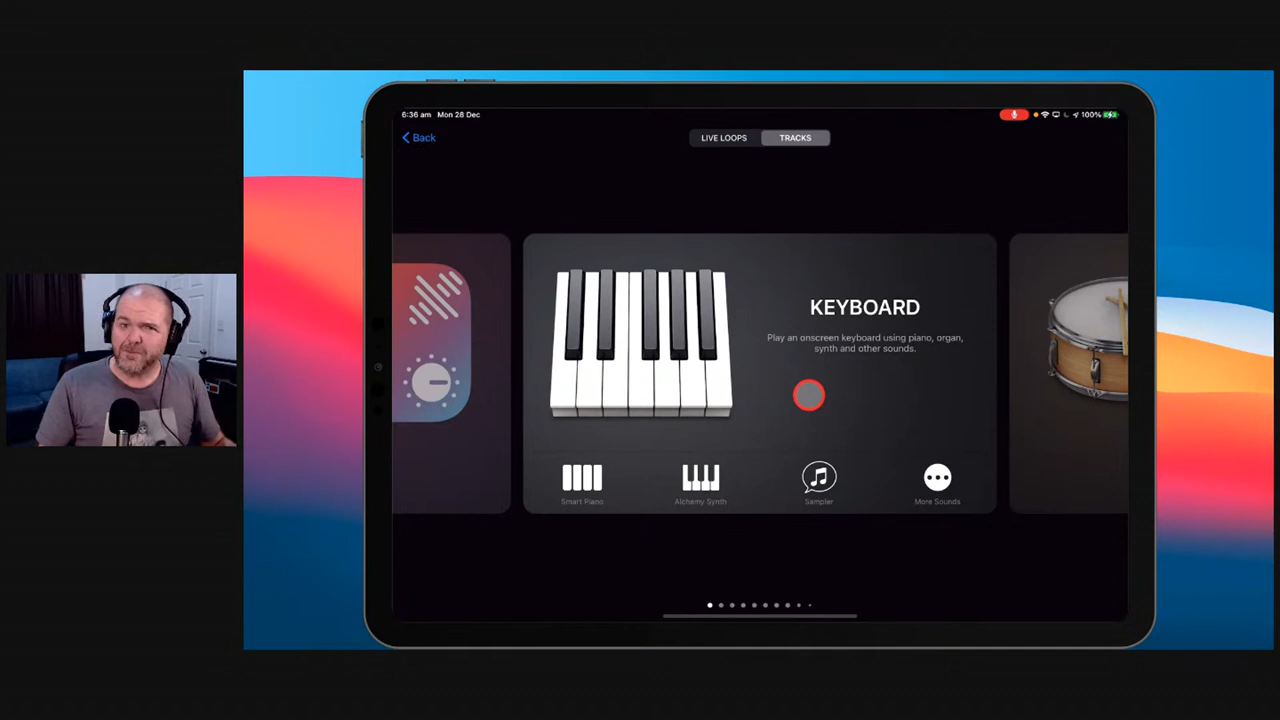 6:36 am Mon 28 Dec
100%
Back
LIVE LOOPS
TRACKS
KEYBOARD
Play an onscreen keyboard using piano, organ,
synth and other sounds.
Smart Piano
Alchemy Synth
Sampler
More Sounds